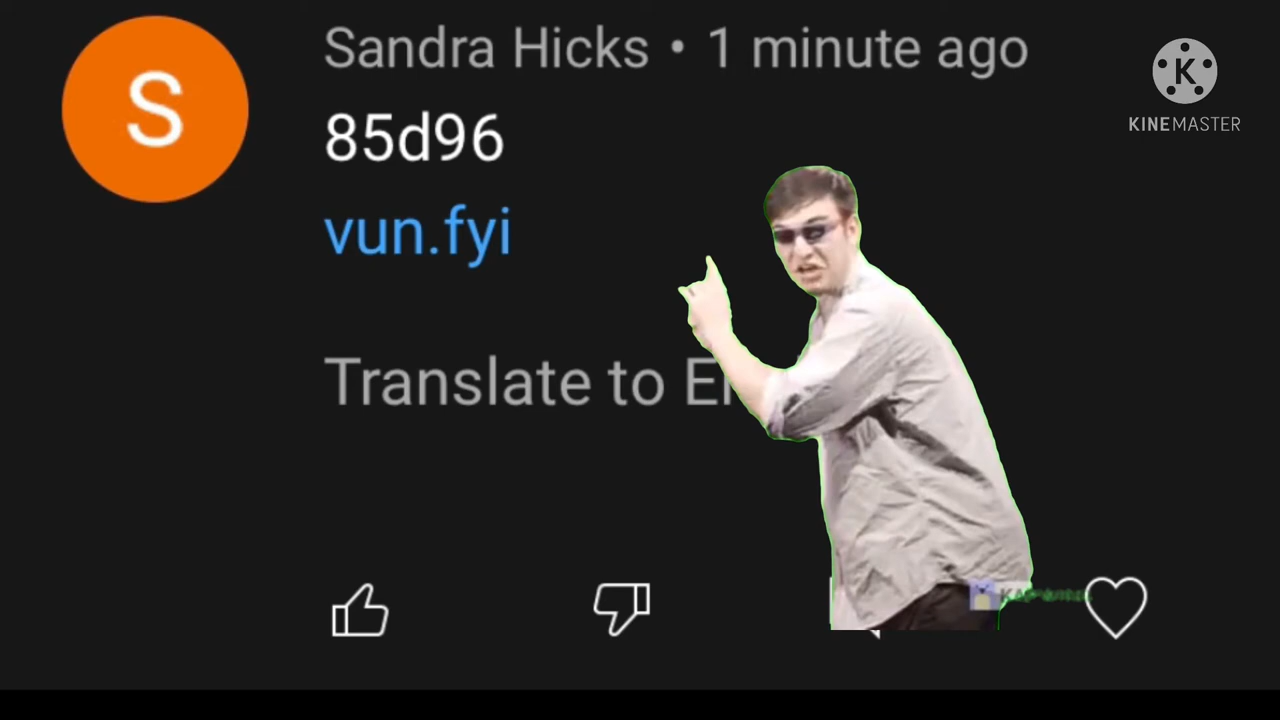 S
Sandra Hicks • 1 minute ago
K
KINEMASTER
85d96
vun.fyi
Translate to